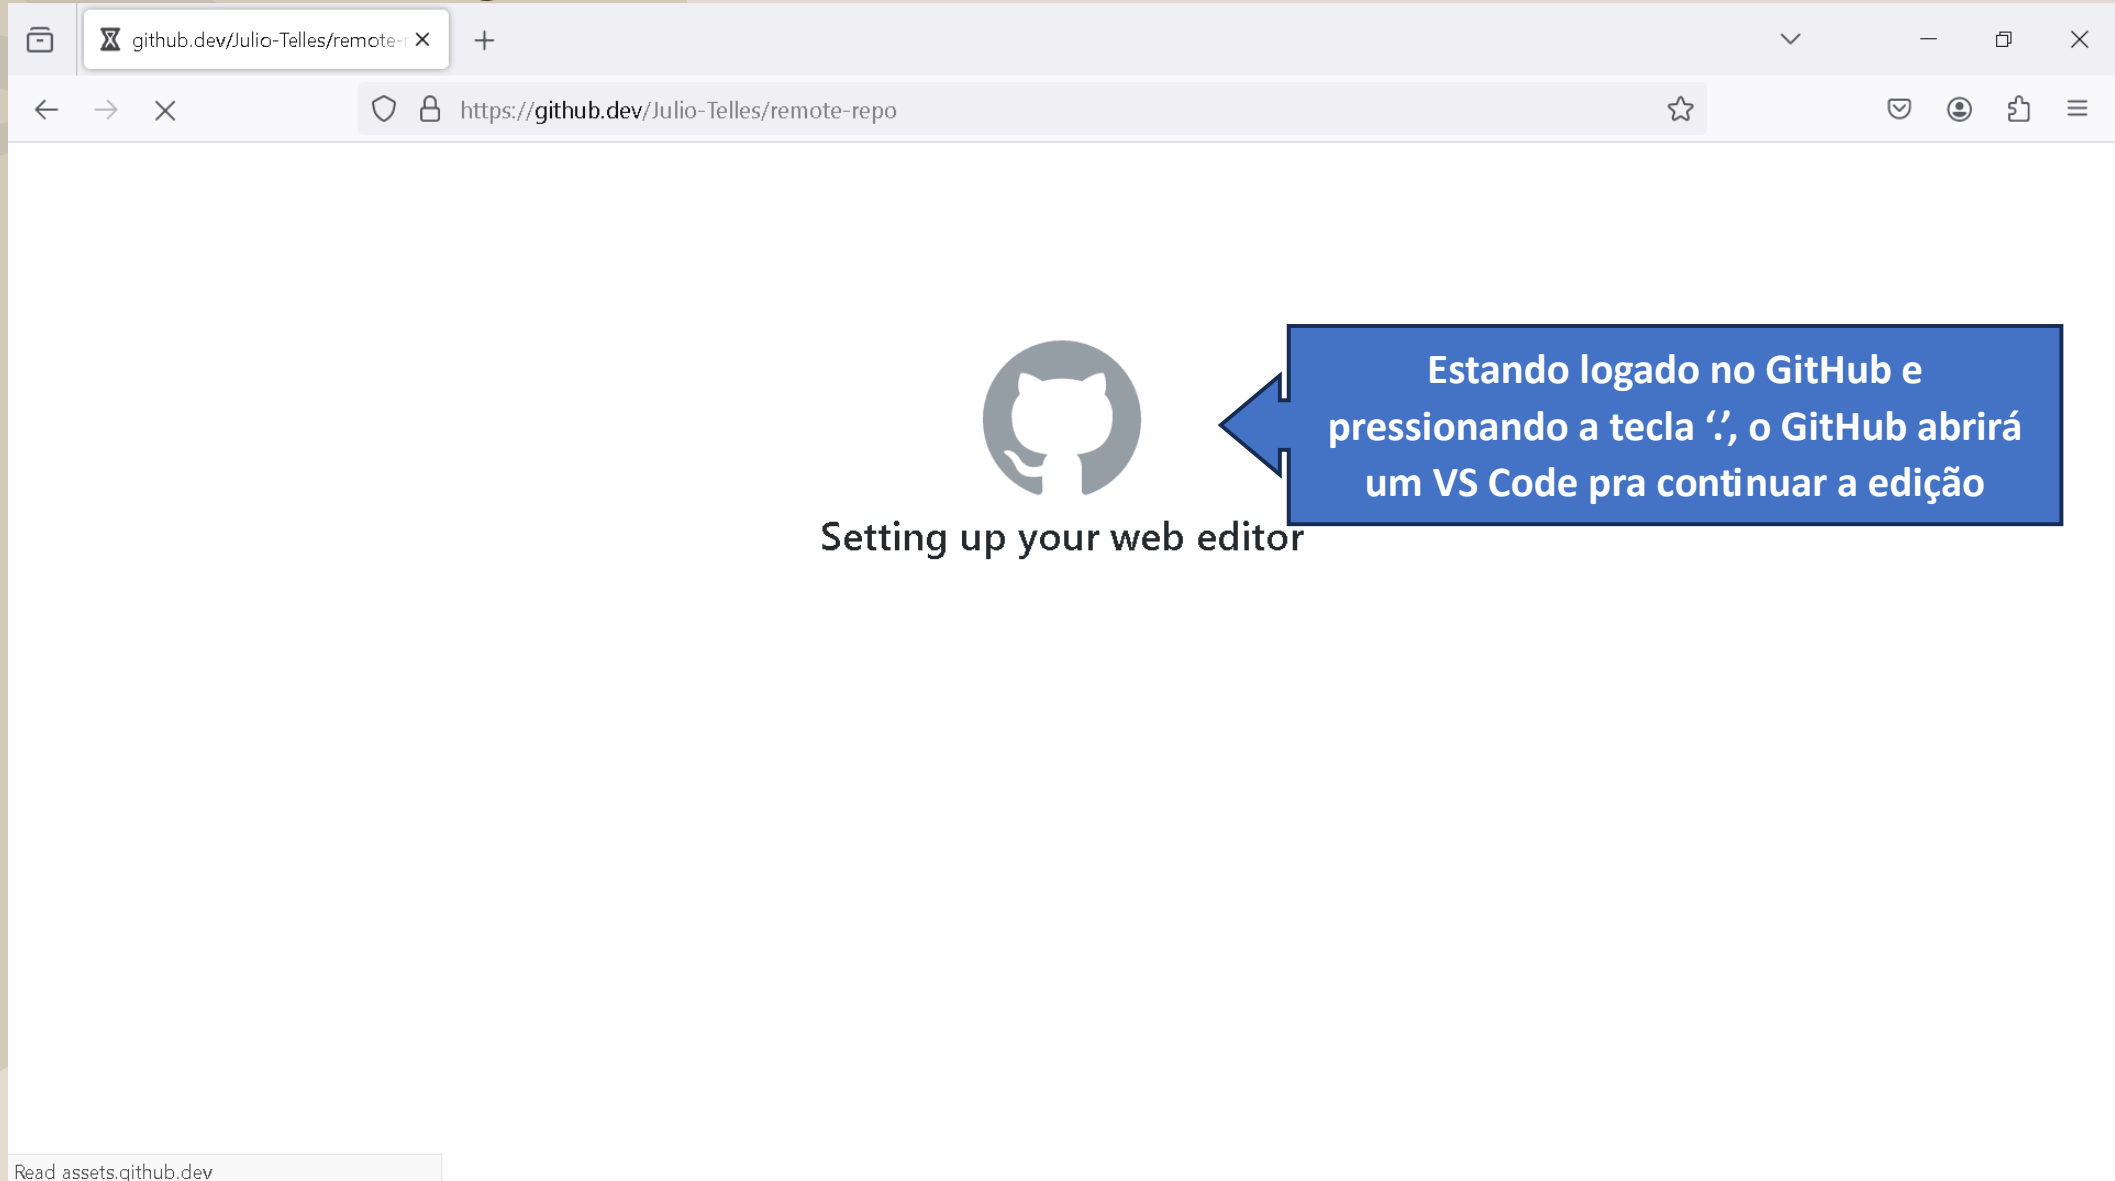 github.dev/Julio-Telles/remote-r
https://github.dev/Julio-Telles/remote-repo
Estando logado no GitHub e
pressionando a tecla ‘.’, o GitHub abrirá
um VS Code pra continuar a edição
Setting up your web editor
Read assets.github.dev